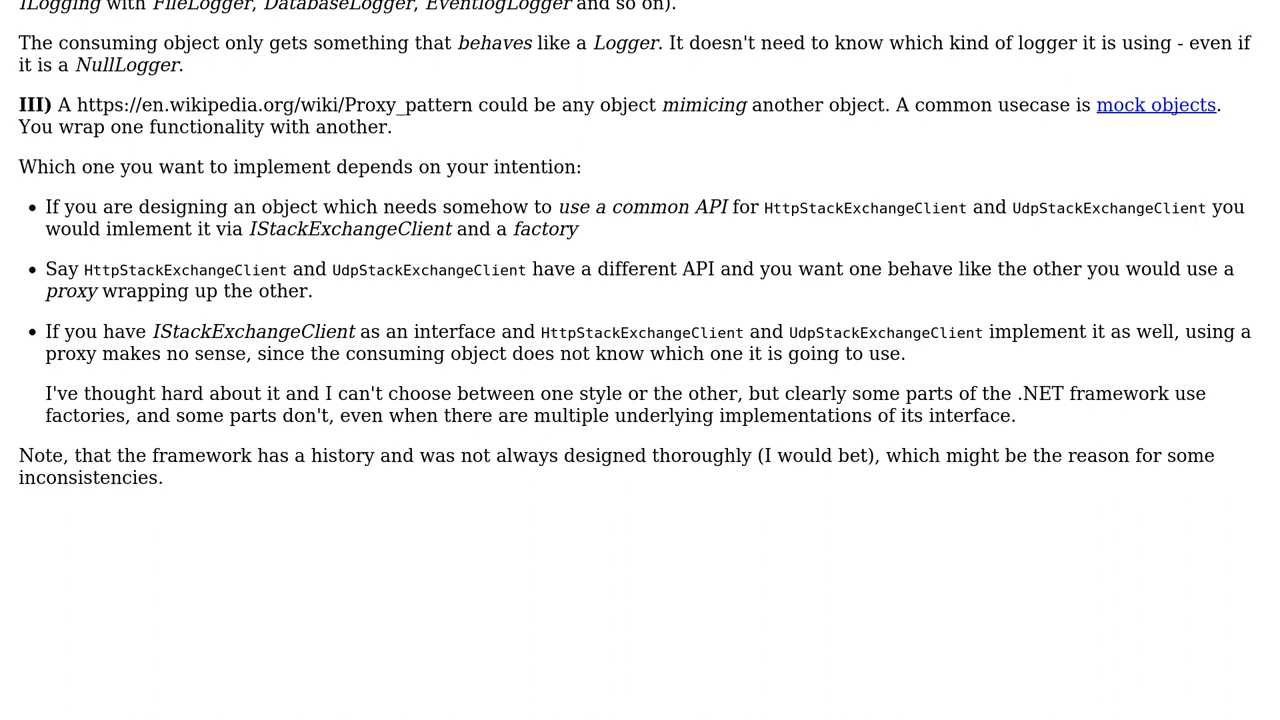 ILogging with FileLogger, DatabaseLogger, EventlogLogger and so on).
The consuming object only gets something that behaves like a Logger. It doesn't need to know which kind of logger it is using - even if
it is a NullLogger.
III) A https://en.wikipedia.org/wiki/Proxy_pattern could be any object mimicing another object. A common usecase is mock objects.
You wrap one functionality with another.
Which one you want to implement depends on your intention:
• If you are designing an object which needs somehow to use a common API for HttpStackExchangeClient and UdpStackExchangeClient you
would imlement it via IStackExchangeClient and a factory
• Say HttpStackExchangeClient and UdpStackExchangeClient have a different API and you want one behave like the other you would use a
proxy wrapping up the other.
• If you have IStackExchangeClient as an interface and HttpStackExchangeClient and UdpStackExchangeClient implement it as well, using a
proxy makes no sense, since the consuming object does not know which one it is going to use.
I've thought hard about it and I can't choose between one style or the other, but clearly some parts of the .NET framework use
factories, and some parts don't, even when there are multiple underlying implementations of its interface.
Note, that the framework has a history and was not always designed thoroughly (I would bet), which might be the reason for some
inconsistencies.